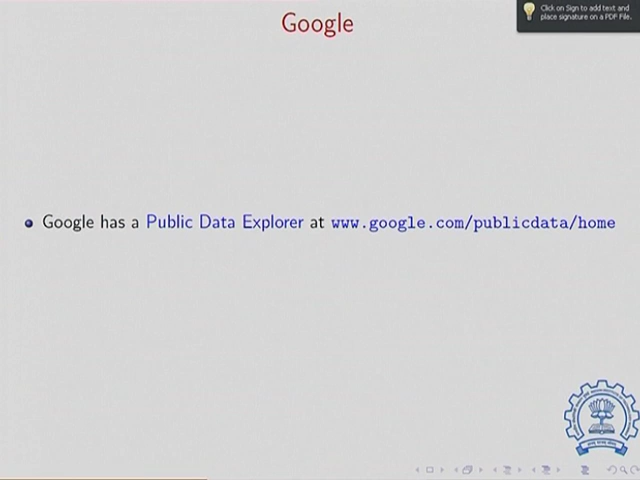 Google
Click on Sign to add text and
place signature on a PDF File.
Google has a Public Data Explorer at www.google.com/publicdata/home